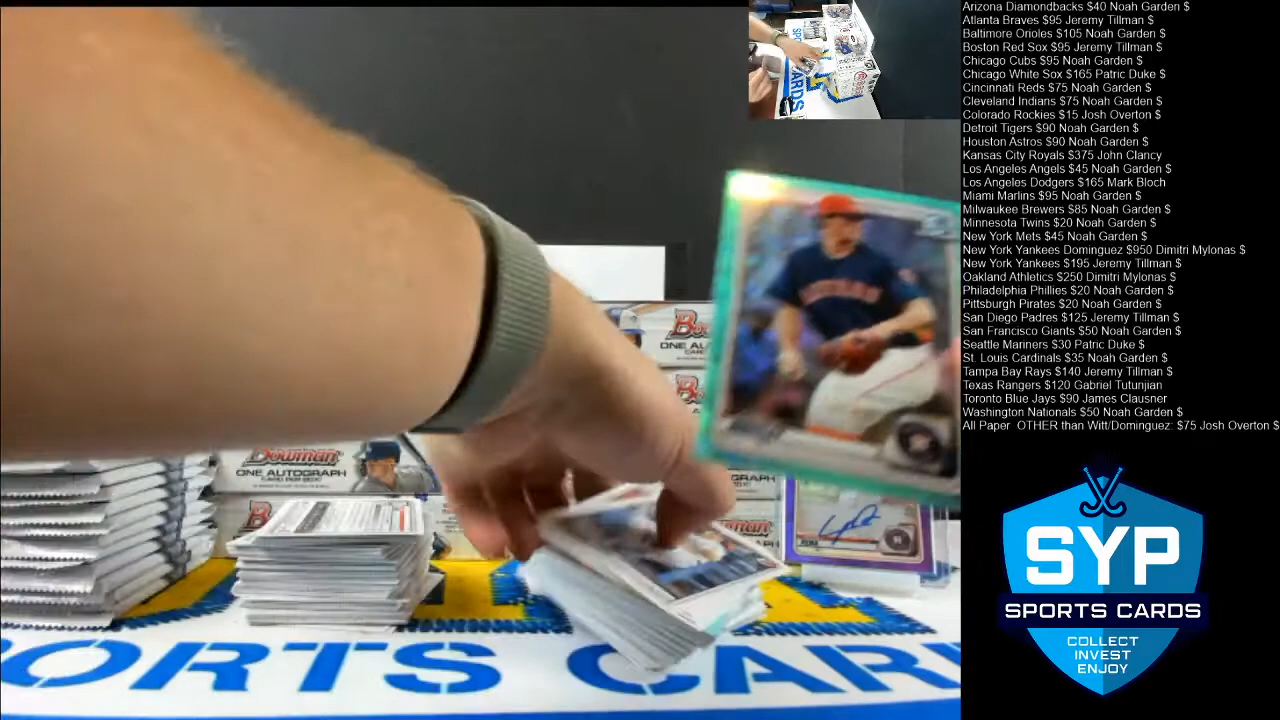 Arizona Diamondbacks $40 Noah Garden $
Atlanta Braves $95 Jeremy Tillman $
Baltimore Orioles $105 Noah Garden $
Boston Red Sox $95 Jeremy Tillman $
Chicago Cubs $95 Noah Garden $
Chicago White Sox $165 Patric Duke $
Cincinnati Reds $75 Noah Garden $
Cleveland Indians $75 Noah Garden $
Colorado Rockies $15 Josh Overton $
Detroit Tigers $90 Noah Garden $
Houston Astros $90 Noah Garden $
Kansas City Royals $375 John Clancy
Los Angeles Angels $45 Noah Garden $
Los Angeles Dodgers $165 Mark Bloch
Miami Marlins $95 Noah Garden $
Milwaukee Brewers $85 Noah Garden $
Minnesota Twins $20 Noah Garden $
New York Mets $45 Noah Garden $
New York Yankees Dominguez $950 Dimitri Mylonas $
New York Yankees $195 Jeremy Tillman $
Oakland Athletics $250 Dimitri Mylonas $
Philadelphia Phillies $20 Noah Garden $
Pittsburgh Pirates $20 Noah Garden $
San Diego Padres $125 Jeremy Tillman $
San Francisco Giants $50 Noah Garden $
Seattle Mariners $30 Patric Duke $
St. Louis Cardinals $35 Noah Garden $
Tampa Bay Rays $140 Jeremy Tillman $
Texas Rangers $120 Gabriel Tutunjian
Toronto Blue Jays $90 James Clausner
Washington Nationals $50 Noah Garden $
All Paper OTHER than Witt/Dominguez: $75 Josh Overton $
Bowman
ONE AUTOGRAPH
ORTS CAR
SYP
SPORTS CARDS
COLLECT
INVEST
ENJOY